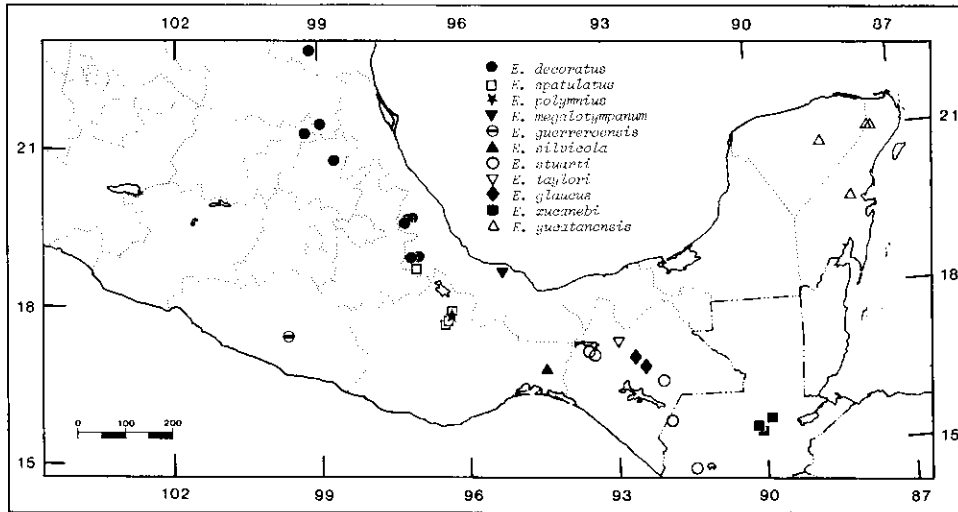 102 99 96 93 90 87
E. decoratus
E. spatulatus
E. polymnius
E. megalotympanum
E. guerreroensis
E. silvicola
E. stuarti
E. taylori
E. glaucus
E. xucanebi
E. yucatanensis
21 21
18 18
0 100 200
15 15
102 99 96 93 90 87